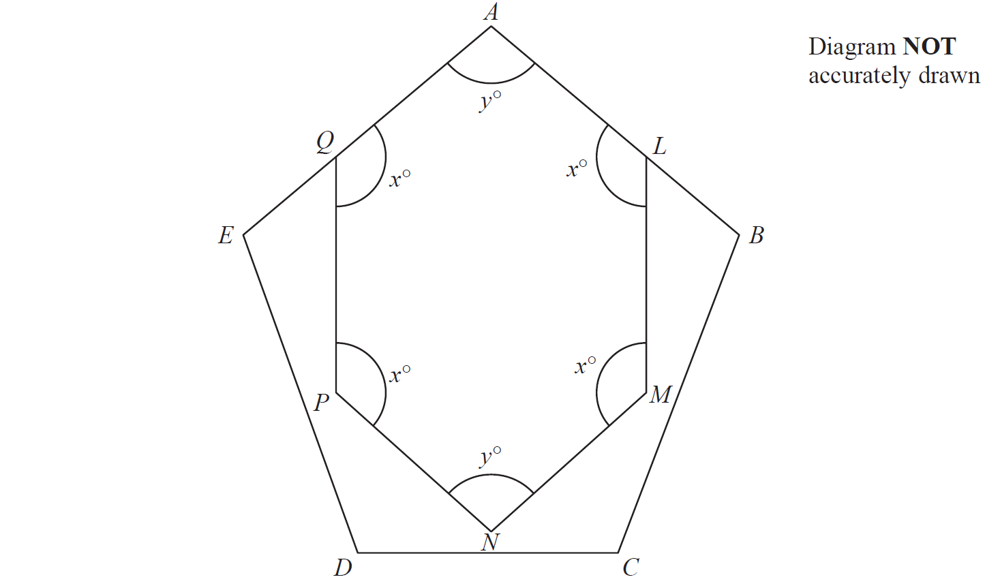 A
Diagram NOT
accurately drawn
y°
Q
L
x°
x°
E
B
x°
x°
P
M
y°
N
D
C